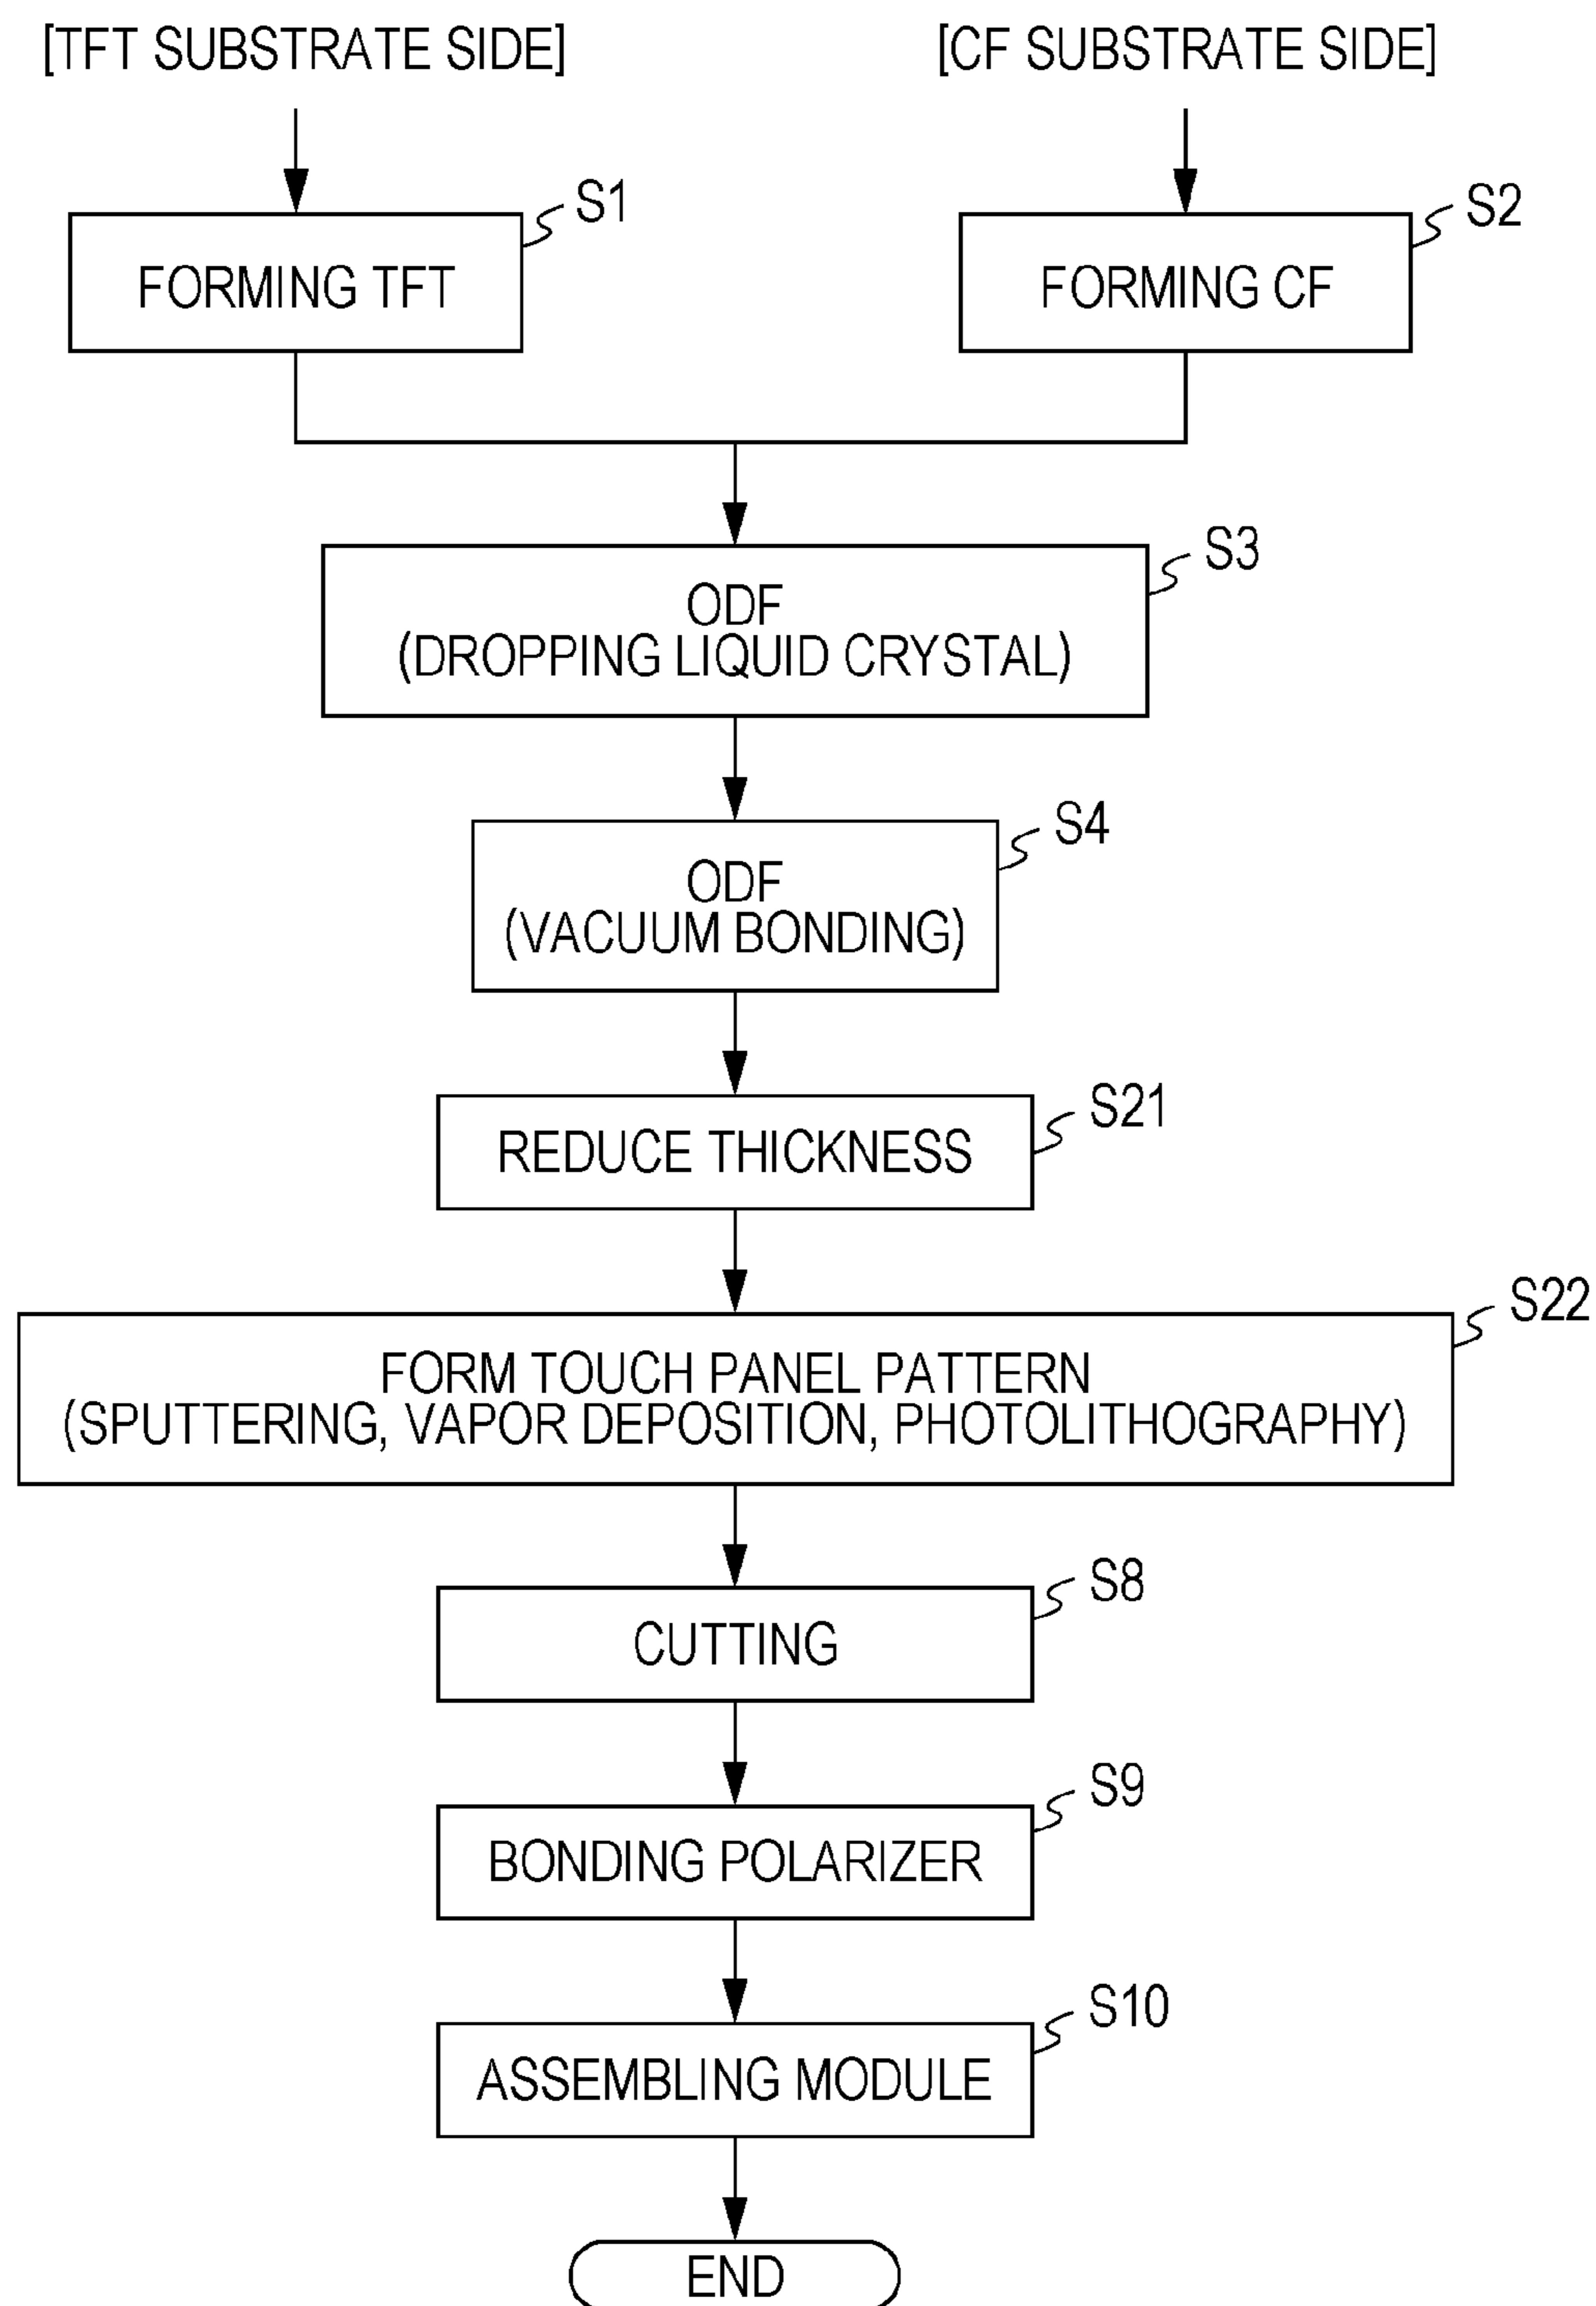 [TFT SUBSTRATE SIDE]
[CF SUBSTRATE SIDE]
S1
FORMING TFT
S2
FORMING CF
S3
ODF
(DROPPING LIQUID CRYSTAL)
S4
ODF
(VACUUM BONDING)
S21
REDUCE THICKNESS
S22
FORM TOUCH PANEL PATTERN
(SPUTTERING, VAPOR DEPOSITION, PHOTOLITHOGRAPHY)
S8
CUTTING
S9
BONDING POLARIZER
S10
ASSEMBLING MODULE
END